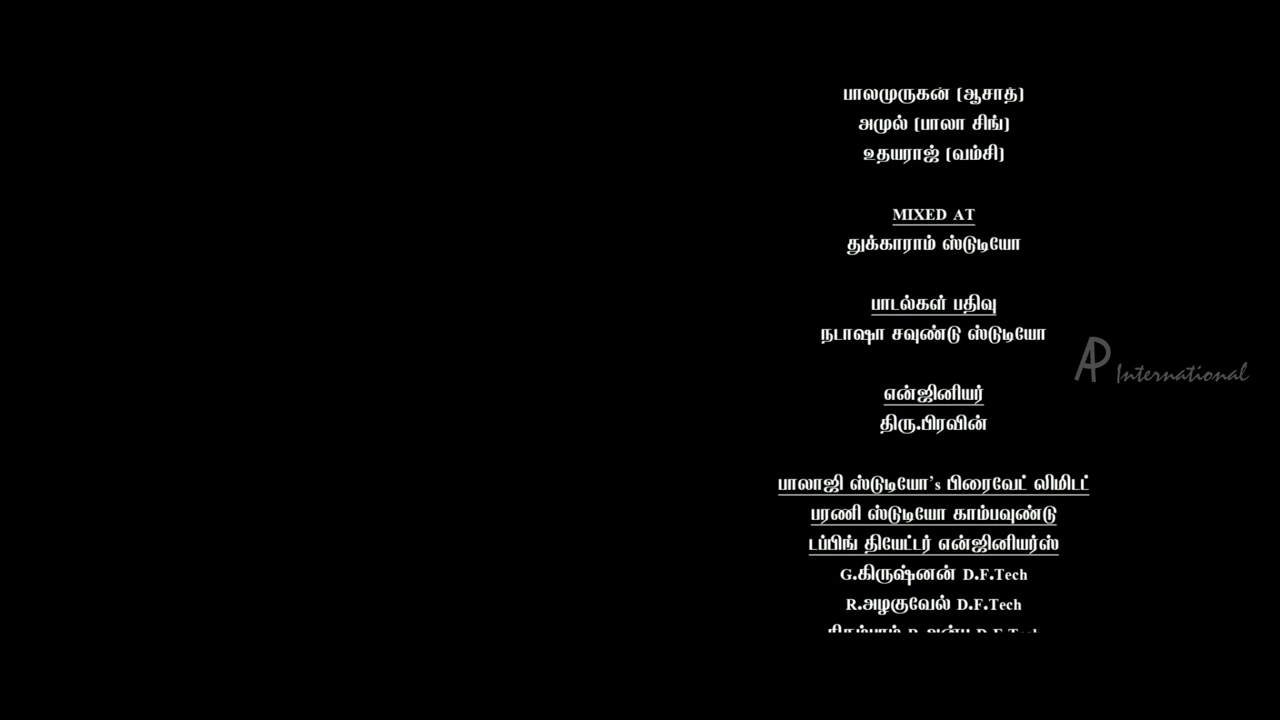 பாலமுருகன் (ஆசாத்)
அமுல் (பாலா சிங்)
உதயராஜ் (வம்சி)
MIXED AT
துக்காராம் ஸ்டுடியோ
பாடல்கள் பதிவு
நடாஷா சவுண்டு ஸ்டுடியோ
AP International
என்ஜினியர்
திரு.பிரவின்
பாலாஜி ஸ்டுடியோ's பிரைவேட் லிமிடட்
பரணி ஸ்டுடியோ காம்பவுண்டு
டப்பிங் தியேட்டர் என்ஜினியர்ஸ்
G.கிருஷ்னன் D.F.Tech
R.அழகுவேல் D.F.Tech